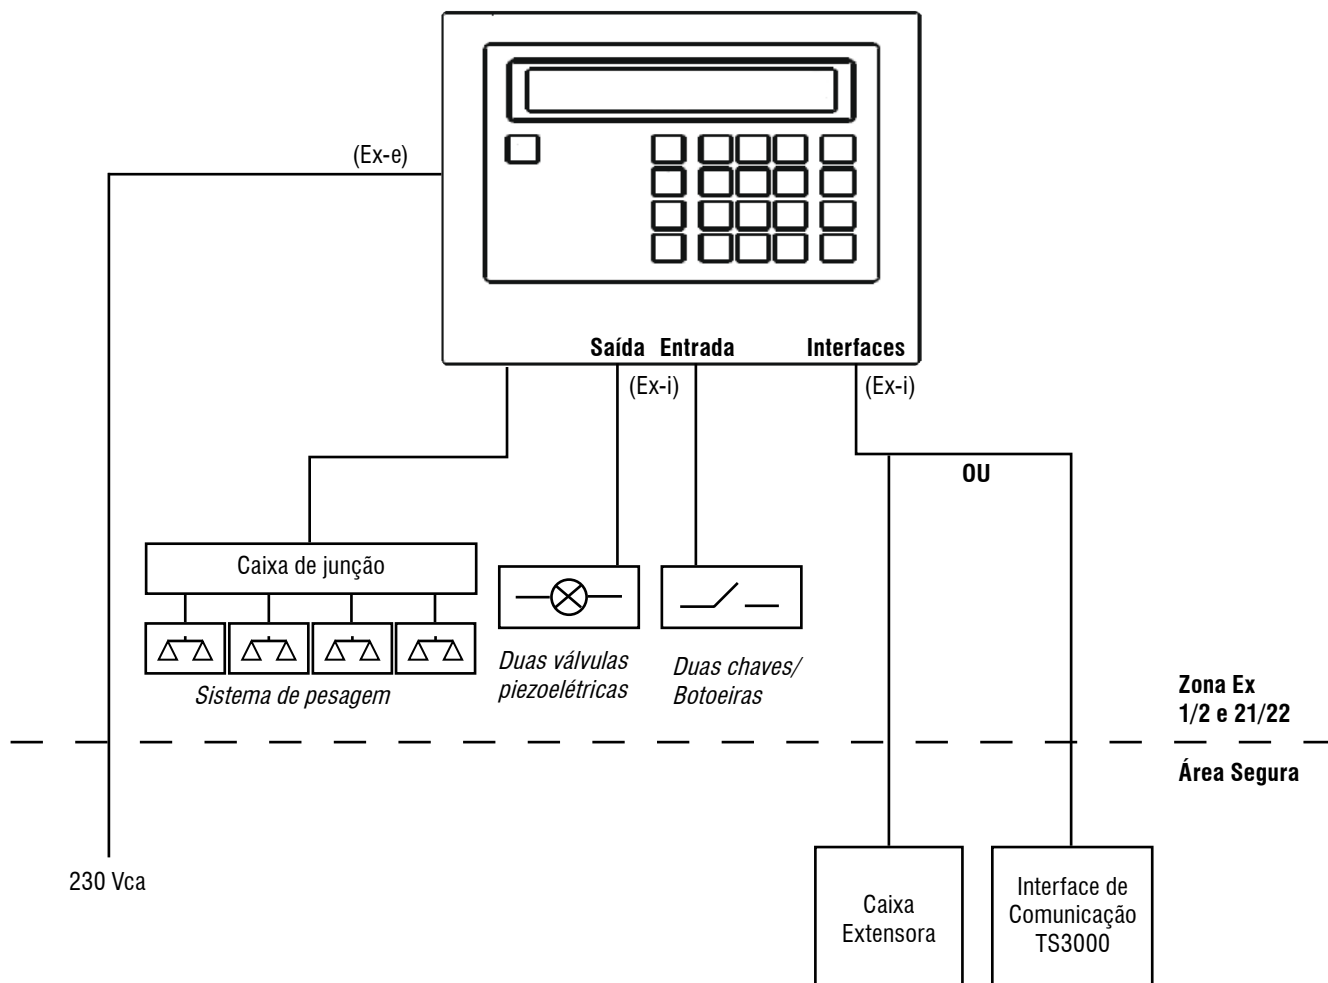 (Ex-e)
Saída Entrada Interfaces
(Ex-i)
(Ex-i)
OU
Caixa de junção
Sistema de pesagem
Duas válvulas
piezoelétricas
Duas chaves/
Botoeiras
Zona Ex
1/2 e 21/22
Área Segura
230 Vca
Caixa
Extensora
Interface de
Comunicação
TS3000